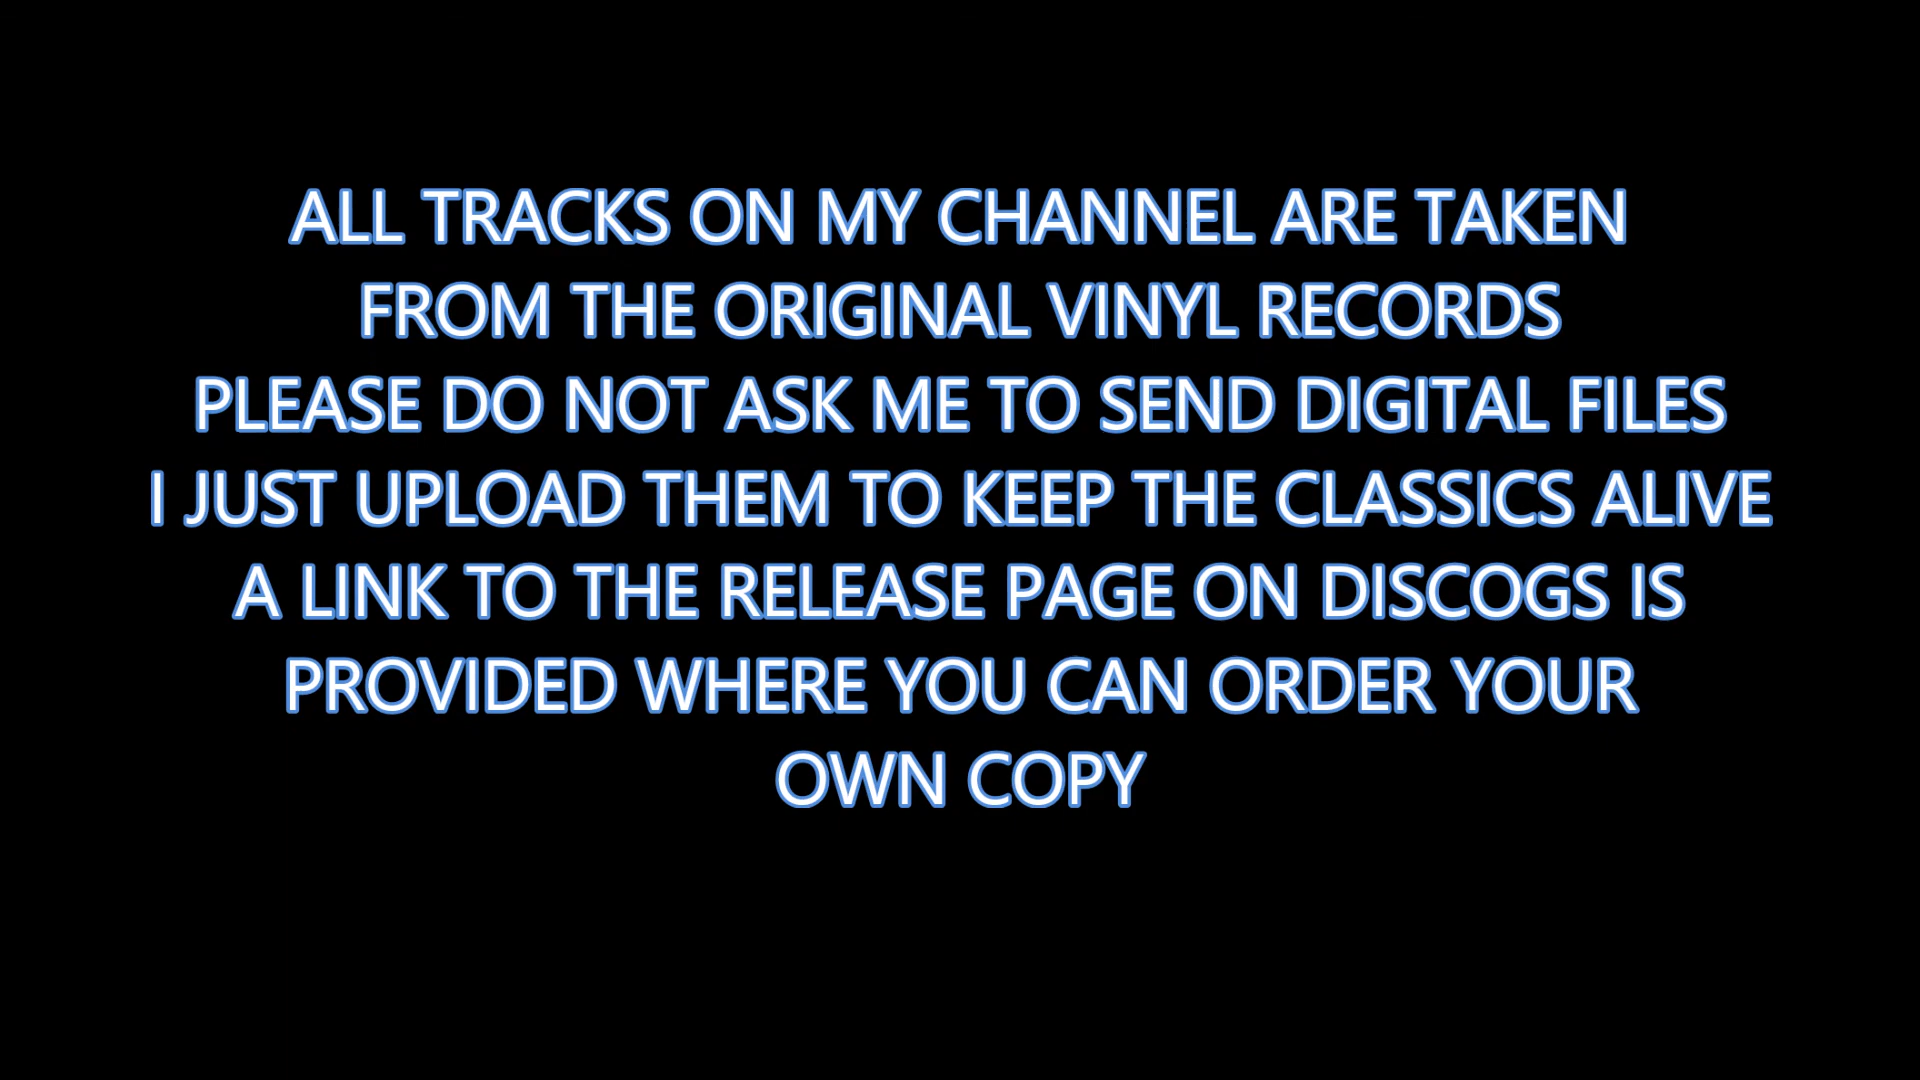 ALL TRACKS ON MY CHANNEL ARE TAKEN
FROM THE ORIGINAL VINYL RECORDS
PLEASE DO NOT ASK ME TO SEND DIGITAL FILES
I JUST UPLOAD THEM TO KEEP THE CLASSICS ALIVE
A LINK TO THE RELEASE PAGE ON DISCOGS IS
PROVIDED WHERE YOU CAN ORDER YOUR
OWN COPY